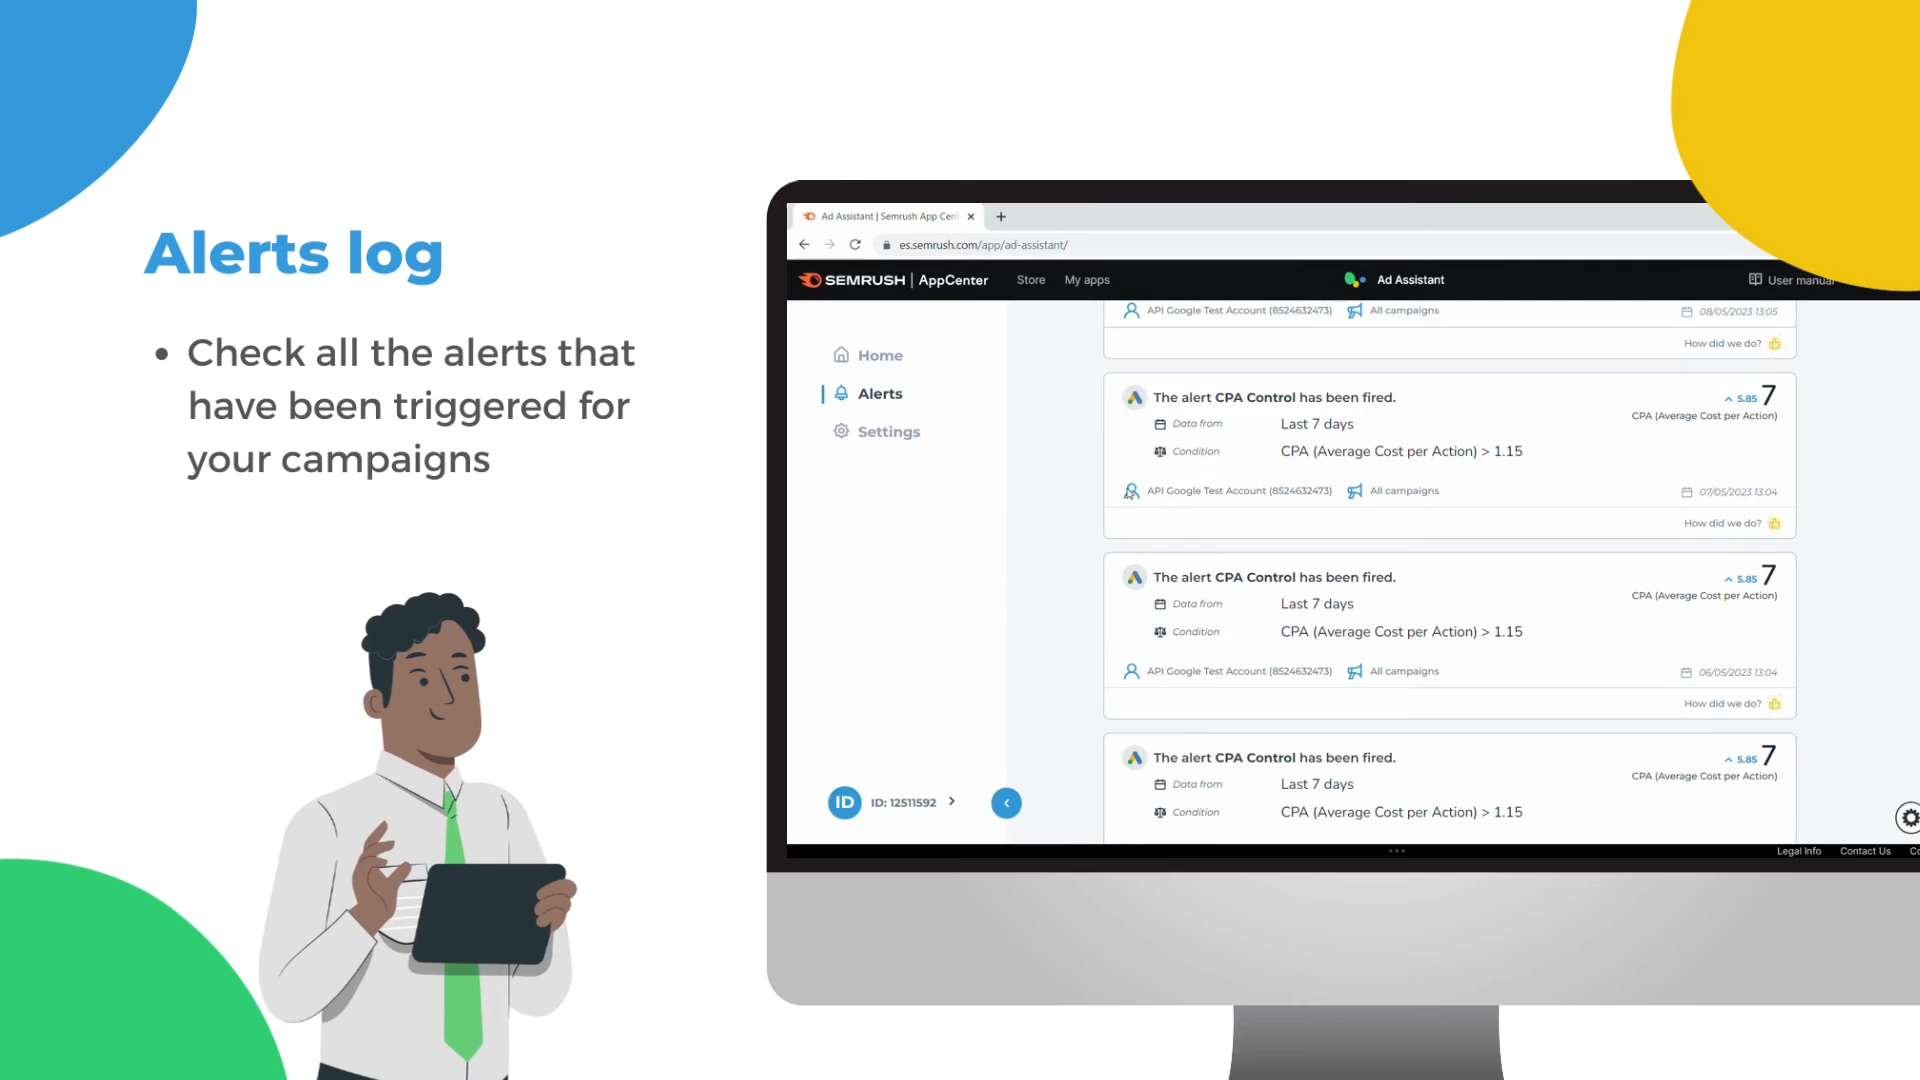 Alerts log
• Check all the alerts that
have been triggered for
your campaigns
Ad Assistant | Semrush App Cent
es.semrush.com/app/ad-assistant/
SEMRUSH | AppCenter
Store
My apps
Ad Assistant
User manual
Home
Alerts
Settings
ID
ID: 12511592
API Google Test Account (8524632473)
All campaigns
08/05/2023 13:05
How did we do?
The alert CPA Control has been fired.
5.85 7
CPA (Average Cost per Action)
Data from
Last 7 days
Condition
CPA (Average Cost per Action) > 1.15
API Google Test Account (8524632473)
All campaigns
07/05/2023 13:04
How did we do?
The alert CPA Control has been fired.
5.85 7
CPA (Average Cost per Action)
Data from
Last 7 days
Condition
CPA (Average Cost per Action) > 1.15
API Google Test Account (8524632473)
All campaigns
06/05/2023 13:04
How did we do?
The alert CPA Control has been fired.
5.85 7
CPA (Average Cost per Action)
Data from
Last 7 days
Condition
CPA (Average Cost per Action) > 1.15
Legal Info
Contact Us